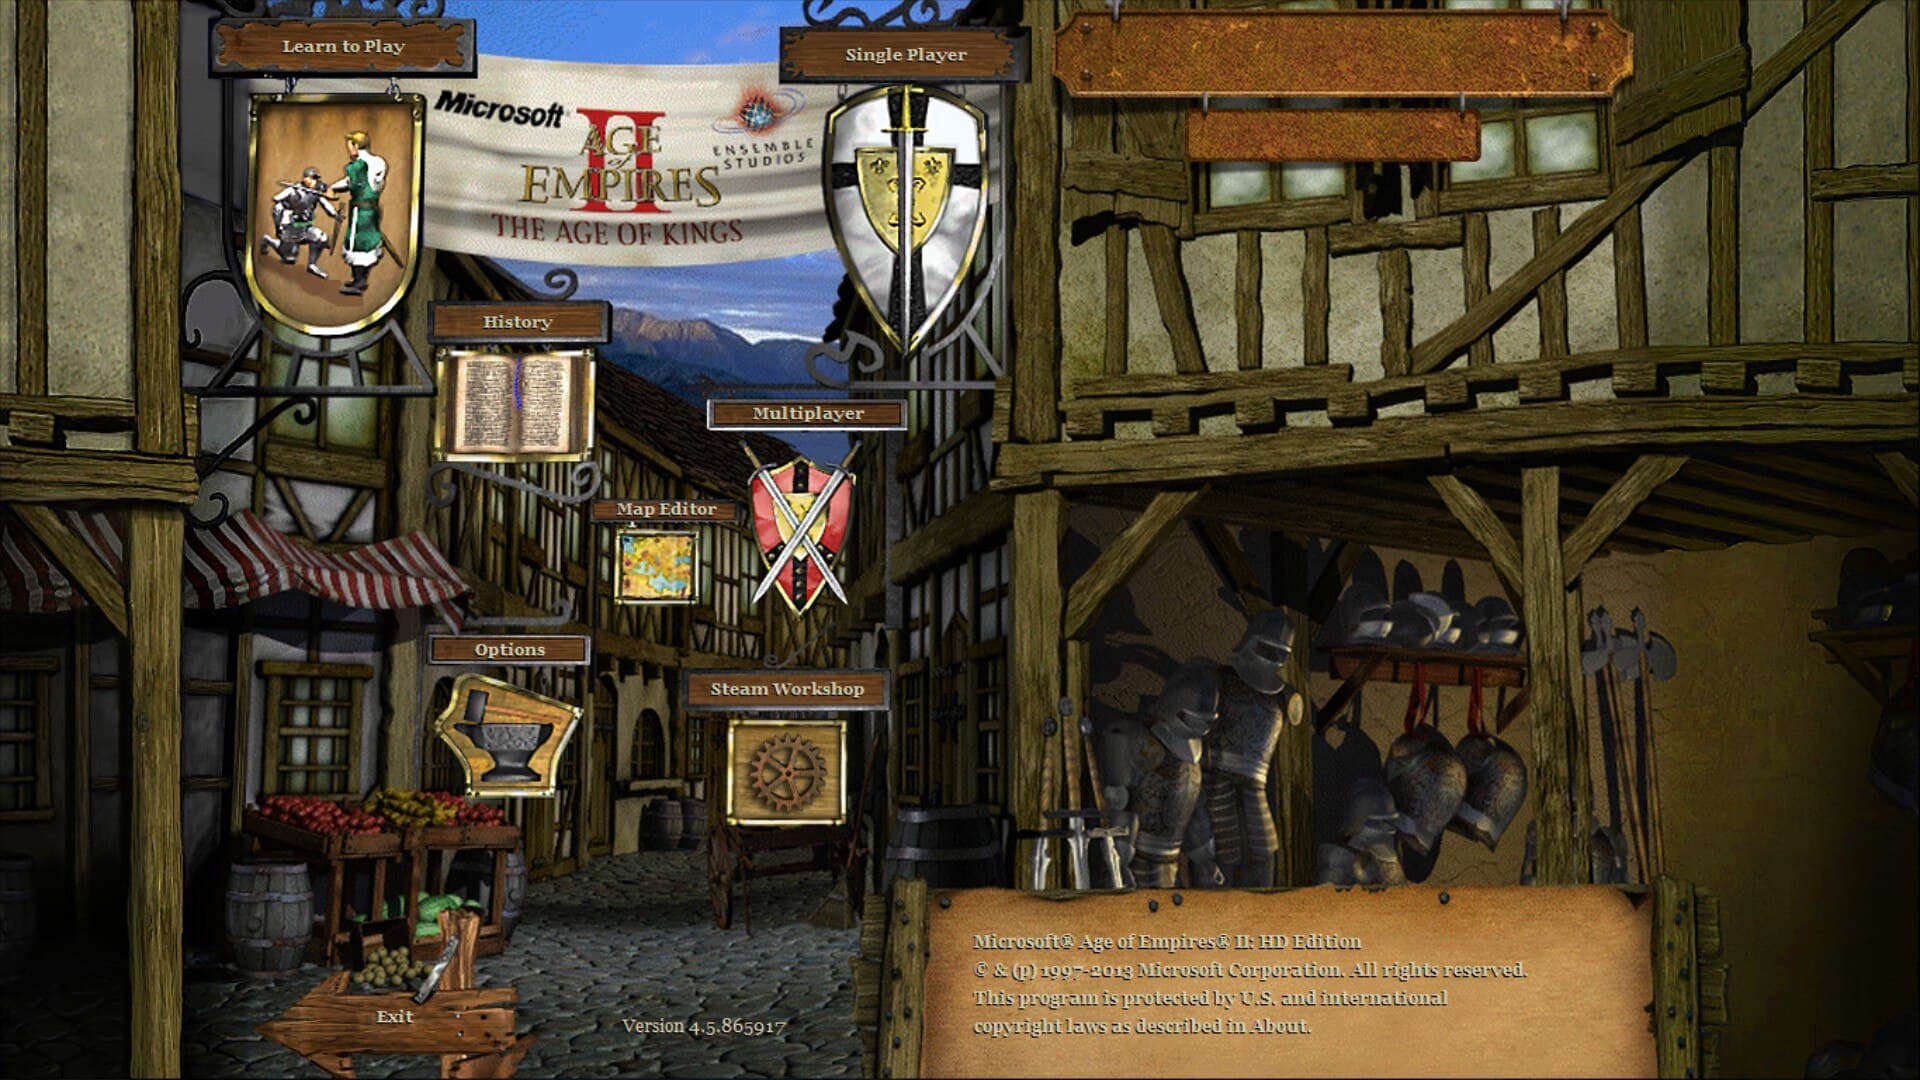 Learn to Play
Single Player
Microsoft
II
AGE
of
EMPIRES
THE AGE OF KINGS
ENSEMBLE
STUDIOS
History
Multiplayer
Map Editor
Options
Steam Workshop
Exit
Version 4.5.865917
Microsoft® Age of Empires® II: HD Edition
© & (p) 1997-2013 Microsoft Corporation. All rights reserved.
This program is protected by U.S. and international
copyright laws as described in About.